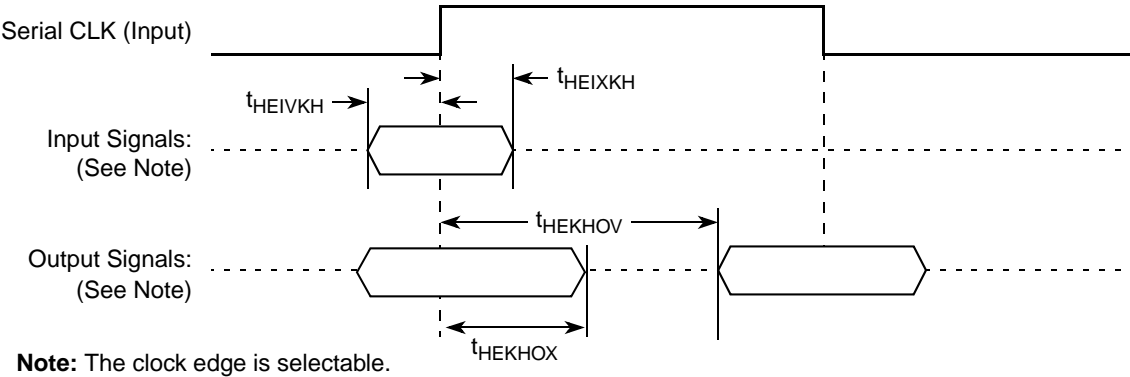 Serial CLK (Input)
tHEIXKH
tHEIVKH
Input Signals:
(See Note)
tHEKHOV
Output Signals:
(See Note)
tHEKHOX
Note: The clock edge is selectable.